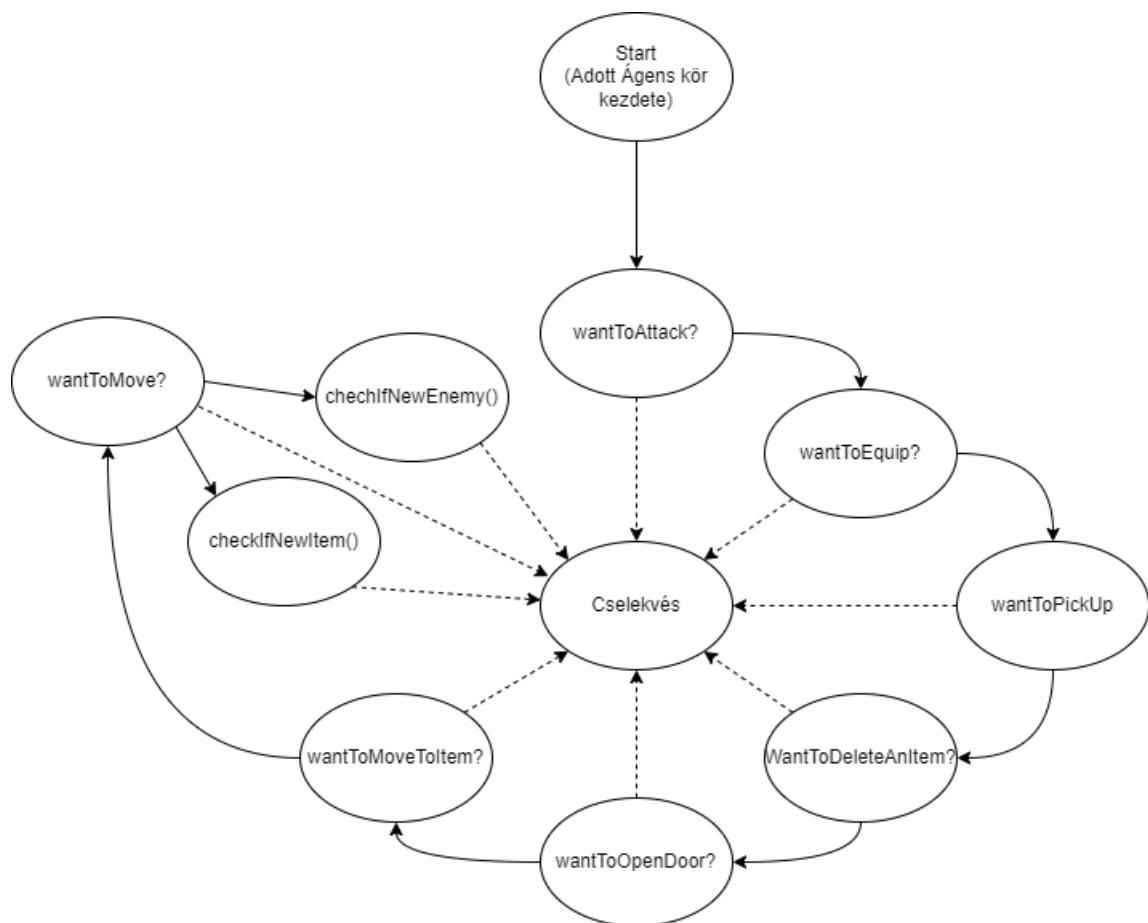 Start
(Adott Ágens kör
kezdete)
wantToAttack?
wantToMove?
chechIfNewEnemy()
wantToEquip?
checkIfNewItem()
Cselekvés
wantToPickUp
wantToMoveToItem?
WantToDeleteAnItem?
wantToOpenDoor?